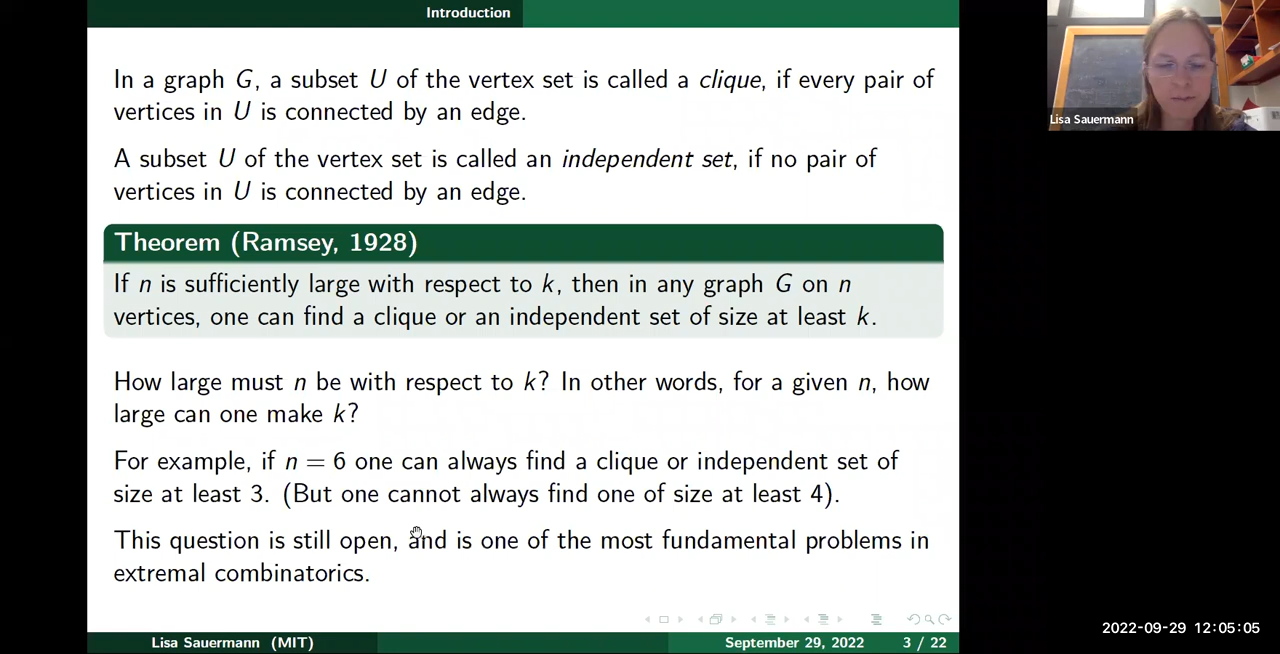 Introduction
In a graph G, a subset U of the vertex set is called a clique, if every pair of
vertices in U is connected by an edge.
A subset U of the vertex set is called an independent set, if no pair of
vertices in U is connected by an edge.
Theorem (Ramsey, 1928)
If n is sufficiently large with respect to k, then in any graph G on n
vertices, one can find a clique or an independent set of size at least k.
How large must n be with respect to k? In other words, for a given n, how
large can one make k?
For example, if n = 6 one can always find a clique or independent set of
size at least 3. (But one cannot always find one of size at least 4).
This question is still open, and is one of the most fundamental problems in
extremal combinatorics.
Lisa Sauermann (MIT)
September 29, 2022
3 / 22
Lisa Sauermann
2022-09-29 12:05:05